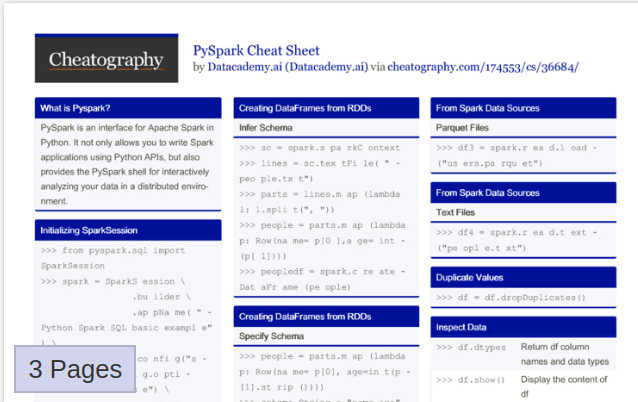 Cheatography
PySpark Cheat Sheet
by Datacademy.ai (Datacademy.ai) via cheatography.com/174553/cs/36684/
What is Pyspark?
PySpark is an interface for Apache Spark in
Python. It not only allows you to write Spark
applications using Python APIs, but also
provides the PySpark shell for interactively
analyzing your data in a distributed enviro-
nment.
Initializing SparkSession
>>> from pyspark.sql import
SparkSession
>>> spark = SparkS ession \
.bu ilder \
.ap pNa me( " -
Python Spark SQL basic exampl e"
) \
co nfi g("s -
g.o pti -
e") \
3 Pages
Creating DataFrames from RDDs
Infer Schema
>>> sc = spark.s pa rkC ontext
>>> lines = sc.tex tFi le( " -
peo ple.tx t")
>>> parts = lines.m ap (lambda
l: l.split t(", "))
>>> people = parts.m ap (lambda
p: Row(na me= p[0 ],a ge= int -
(p[ 1])))
>>> peopledf = spark.c re ate -
Dat aFr ame (pe ople)
Creating DataFrames from RDDs
Specify Schema
>>> people = parts.m ap (lambda
p: Row(na me= p[0], age=in t(p -
[1].st rip ())))
From Spark Data Sources
Parquet Files
>>> df3 = spark.r ea d.l oad -
("us ers.pa rqu et")
From Spark Data Sources
Text Files
>>> df4 = spark.r ea d.t ext -
("pe opl e.t xt")
Duplicate Values
>>> df = df.dropDuplicates()
Inspect Data
>>> df.dtypes Return df column
names and data types
>>> df.show() Display the content of
df